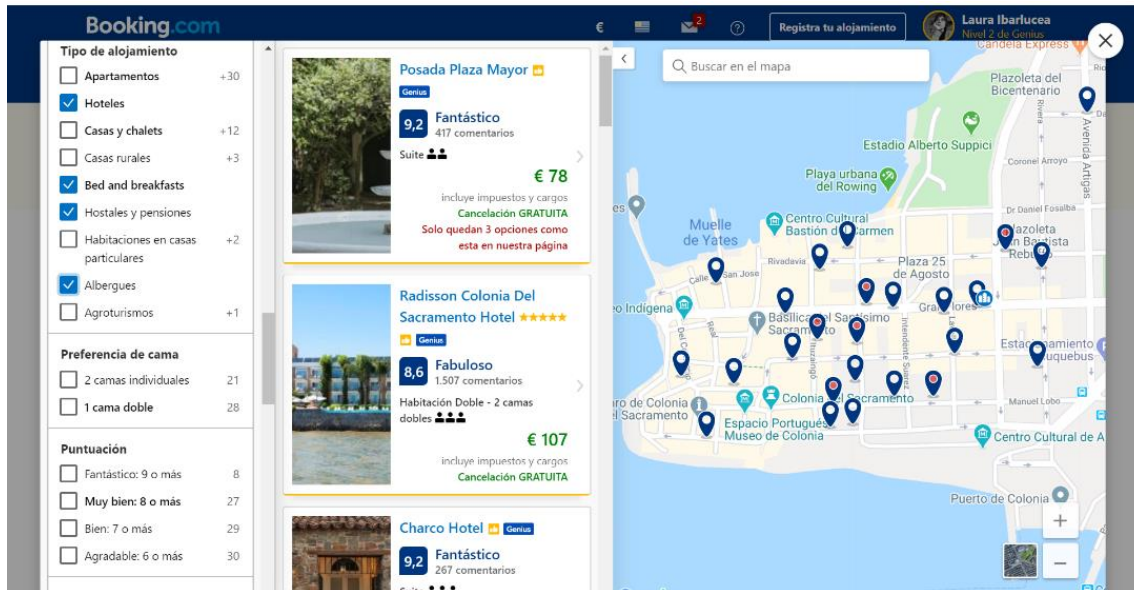 Booking.com
€
2
Registra tu alojamiento
Laura Ibarlucea
Nivel 2 de Genius
Tipo de alojamiento
Apartamentos +30
Hoteles
Casas y chalets +12
Casas rurales +3
Bed and breakfasts
Hostales y pensiones
Habitaciones en casas +2
particulares
Albergues
Agroturismos +1
Preferencia de cama
2 camas individuales 21
1 cama doble 28
Puntuación
Fantástico: 9 o más 8
Muy bien: 8 o más 27
Bien: 7 o más 29
Agradable: 6 o más 30
Posada Plaza Mayor
Genius
9,2 Fantástico
417 comentarios
Suite
€ 78
incluye impuestos y cargos
Cancelación GRATUITA
Solo quedan 3 opciones como
esta en nuestra página
Radisson Colonia Del
Sacramento Hotel
Genius
8,6 Fabuloso
1.507 comentarios
Habitación Doble - 2 camas
dobles
€ 107
incluye impuestos y cargos
Cancelación GRATUITA
Charco Hotel Genius
9,2 Fantástico
267 comentarios
Buscar en el mapa
Candela Express
Plazoleta del
Bicentenario
Rivera
Avenida Artigas
Estadio Alberto Suppici
Coronel Arroyo
Playa urbana
del Rowing
Dr Daniel Fosalba
Muelle
de Yates
Centro Cultural
Bastión del Carmen
Rivadavia
Plaza 25
de Agosto
Calle San Jose
Basílica del Santísimo
Sacramento
Real
Ituzaingó
Intendente Suárez
Manuel Lobo
Colonia del Sacramento
Espacio Portugués
Museo de Colonia
Centro Cultural de A
Puerto de Colonia
+
−